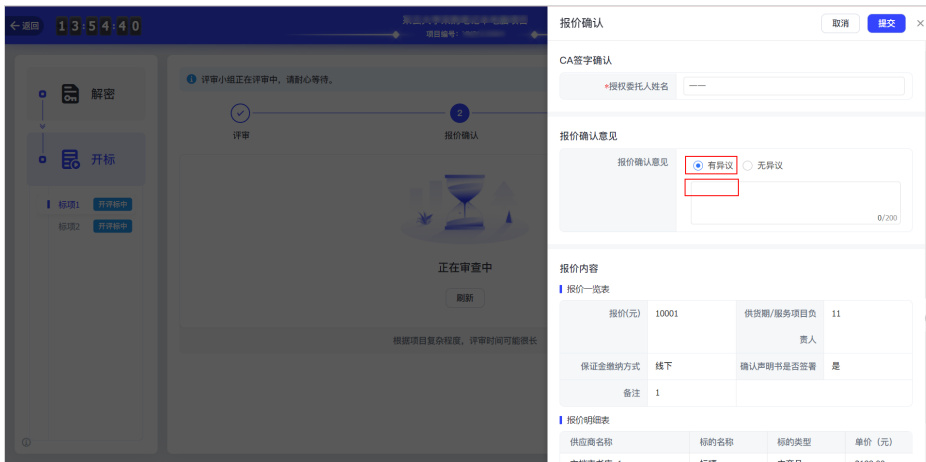 返回 13:54:40
项目编号：
报价确认
取消 提交
CA签字确认
*授权委托人姓名 一一
评审小组正在评审中，请耐心等待。
解密
2
评审 报价确认
开标
标项1 开评标中
标项2 开评标中
报价确认意见
报价确认意见 有异议 无异议
0/200
正在审查中
刷新
根据项目复杂程度，评审时间可能很长
报价内容
报价一览表
报价(元) 10001 供货期/服务项目负责人 11
保证金缴纳方式 线下 确认声明书是否签署 是
备注 1
报价明细表
供应商名称 标的名称 标的类型 单价（元）